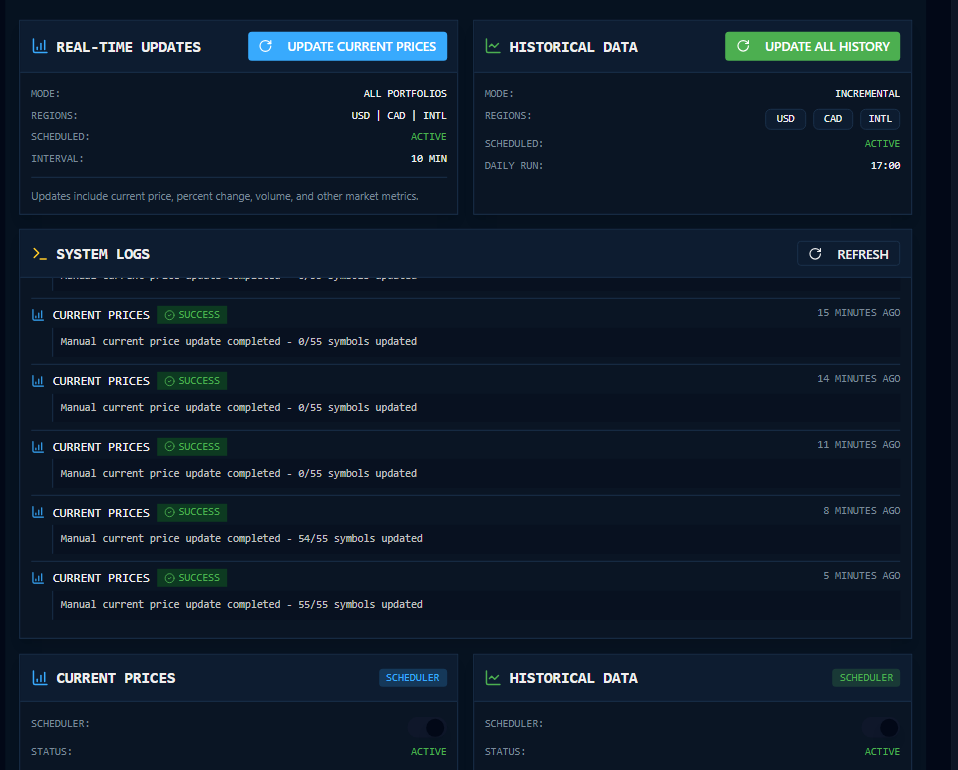 REAL-TIME UPDATES
UPDATE CURRENT PRICES
MODE: ALL PORTFOLIOS
REGIONS: USD | CAD | INTL
SCHEDULED: ACTIVE
INTERVAL: 10 MIN
Updates include current price, percent change, volume, and other market metrics.
HISTORICAL DATA
UPDATE ALL HISTORY
MODE: INCREMENTAL
REGIONS: USD CAD INTL
SCHEDULED: ACTIVE
DAILY RUN: 17:00
SYSTEM LOGS
REFRESH
CURRENT PRICES SUCCESS 15 MINUTES AGO
Manual current price update completed - 0/55 symbols updated
CURRENT PRICES SUCCESS 14 MINUTES AGO
Manual current price update completed - 0/55 symbols updated
CURRENT PRICES SUCCESS 11 MINUTES AGO
Manual current price update completed - 0/55 symbols updated
CURRENT PRICES SUCCESS 8 MINUTES AGO
Manual current price update completed - 54/55 symbols updated
CURRENT PRICES SUCCESS 5 MINUTES AGO
Manual current price update completed - 55/55 symbols updated
CURRENT PRICES SCHEDULER
SCHEDULER:
STATUS: ACTIVE
HISTORICAL DATA SCHEDULER
SCHEDULER:
STATUS: ACTIVE